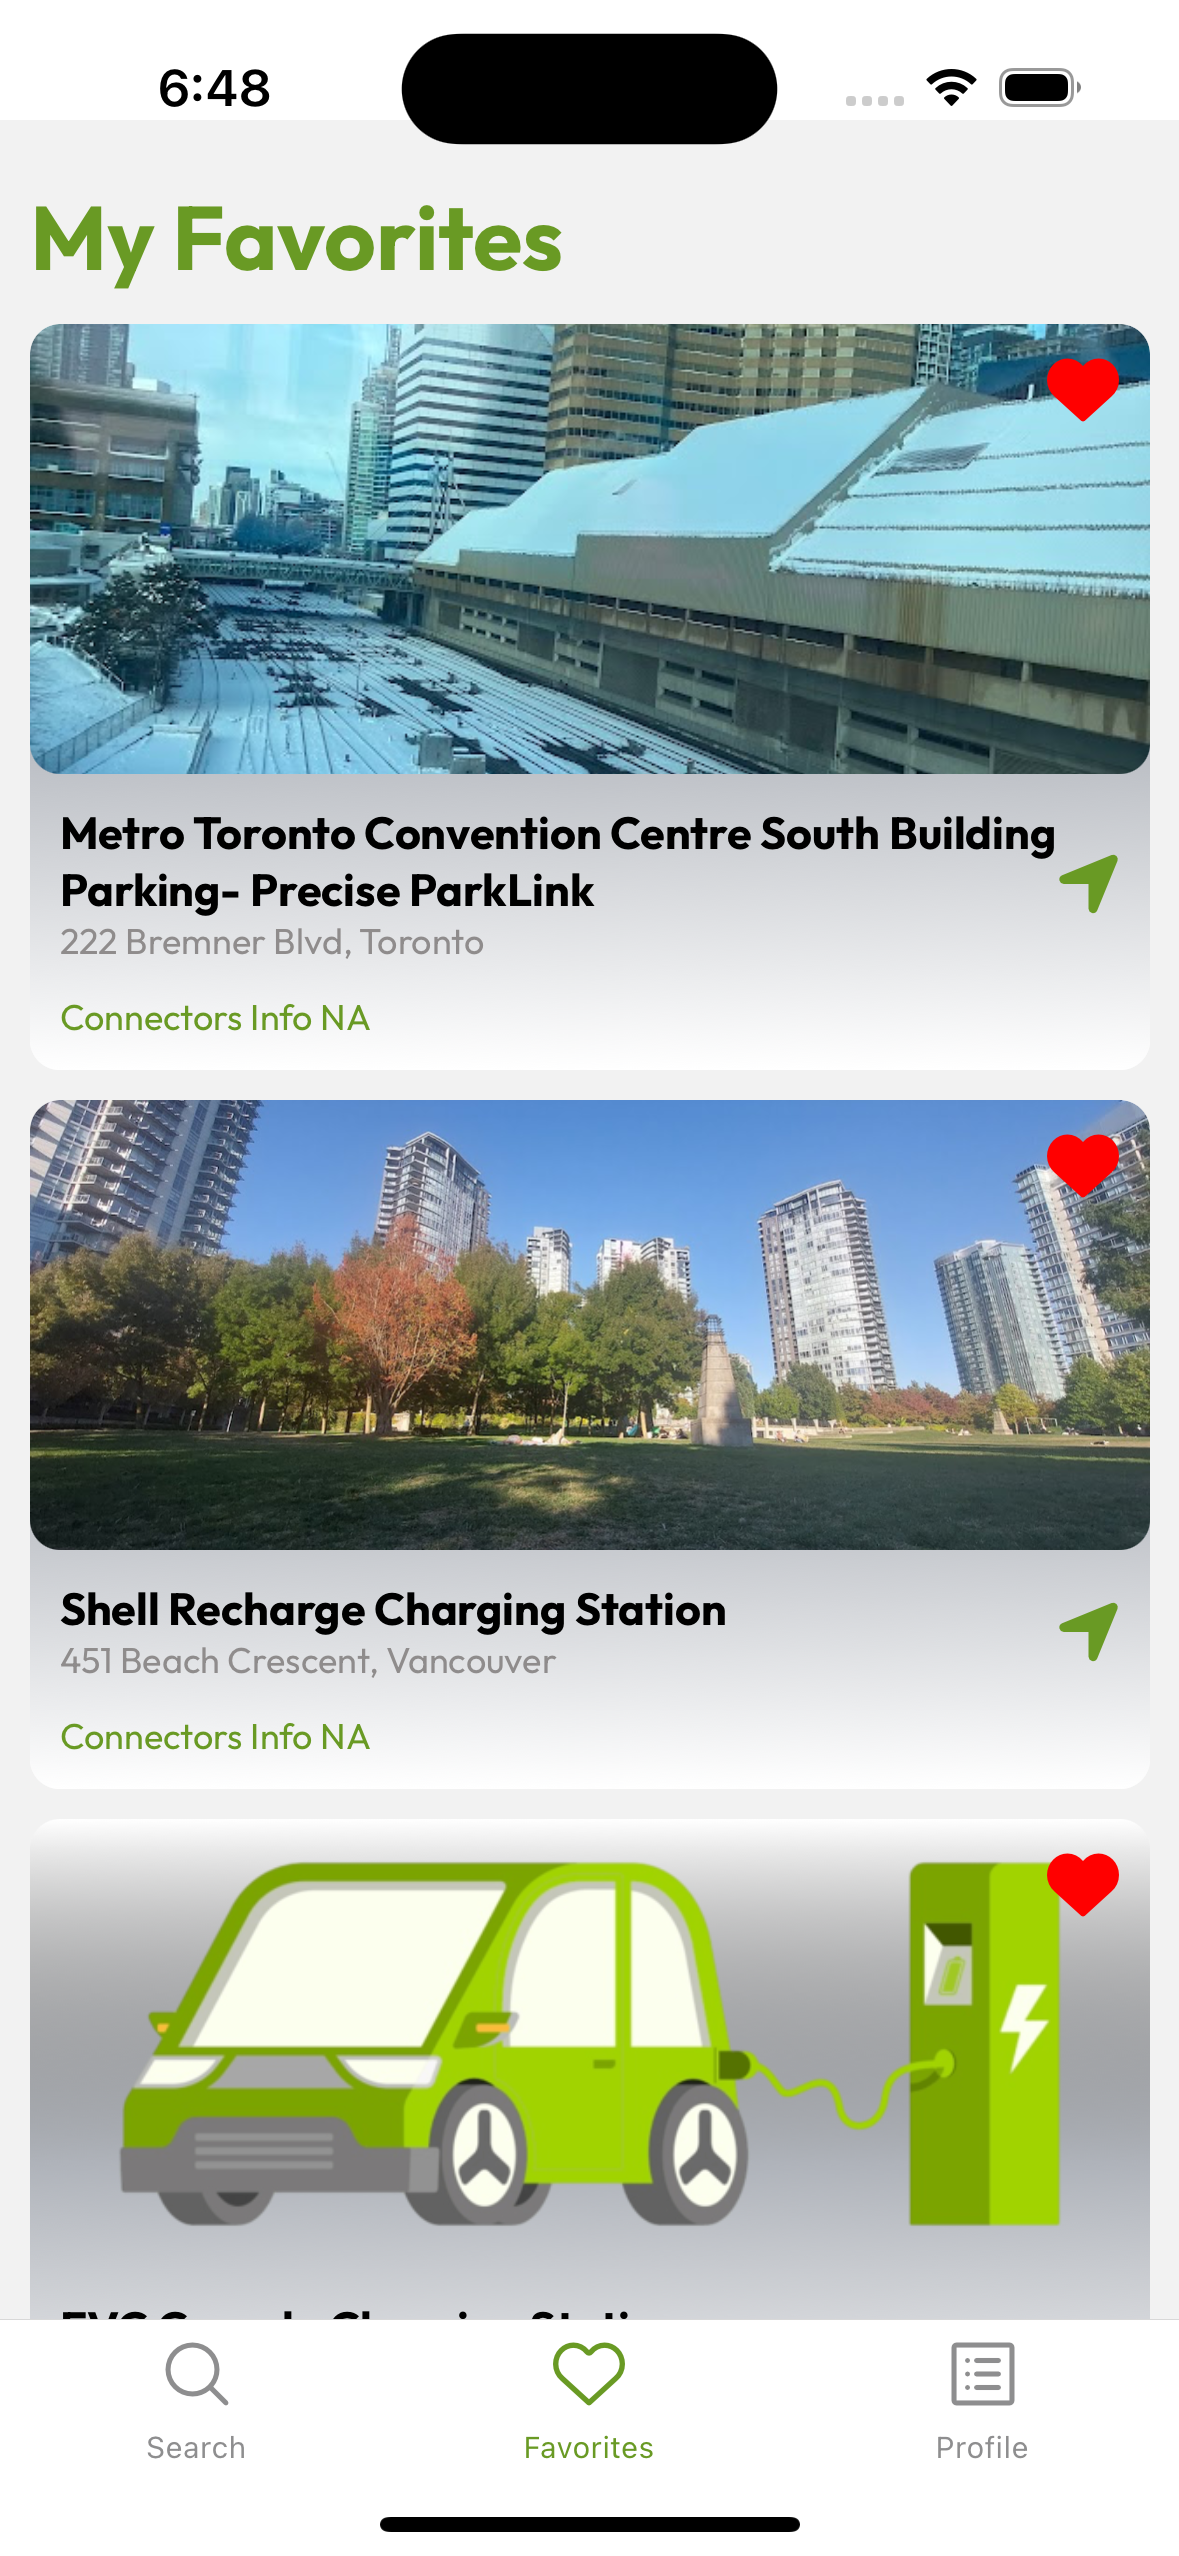 6:48
My Favorites
Metro Toronto Convention Centre South Building
Parking- Precise ParkLink
222 Bremner Blvd, Toronto
Connectors Info NA
Shell Recharge Charging Station
451 Beach Crescent, Vancouver
Connectors Info NA
Search
Favorites
Profile